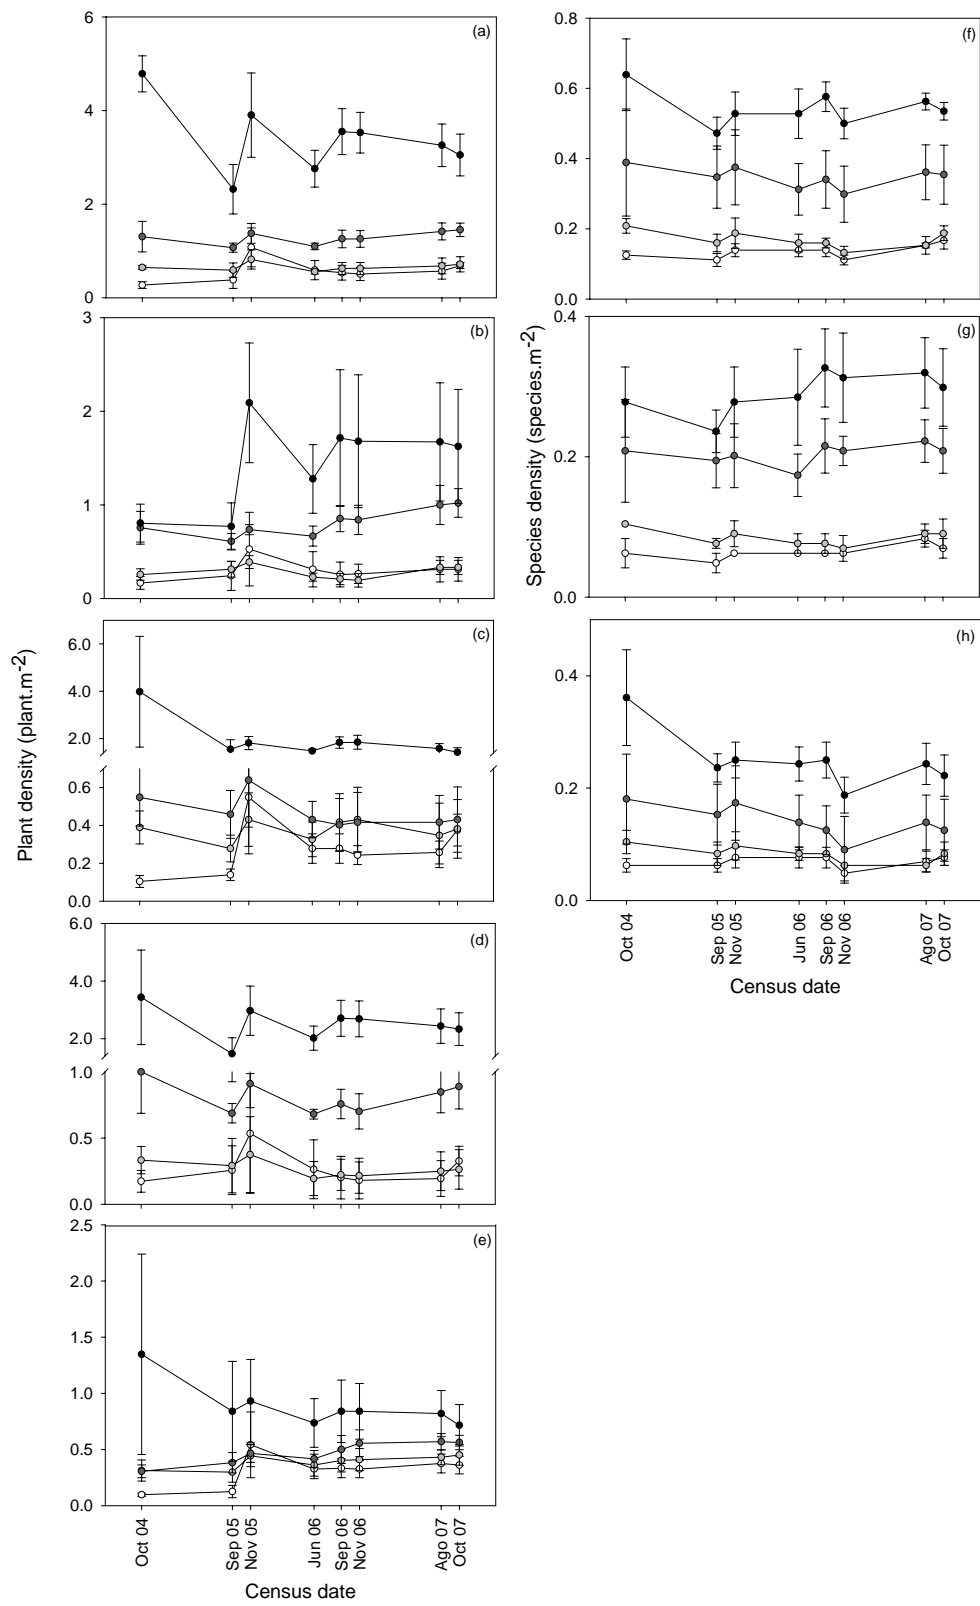 Plant density (plant.m-2)
6
4
2
0
(a)
3
2
1
0
(b)
6.0
4.0
2.0
0.6
0.4
0.2
0.0
(c)
6.0
4.0
2.0
1.0
0.5
0.0
(d)
2.5
2.0
1.5
1.0
0.5
0.0
(e)
Oct 04
Sep 05
Nov 05
Jun 06
Sep 06
Nov 06
Ago 07
Oct 07
Census date
Species density (species.m-2)
0.8
0.6
0.4
0.2
0.0
(f)
0.4
0.2
0.0
(g)
0.4
0.2
0.0
(h)
Oct 04
Sep 05
Nov 05
Jun 06
Sep 06
Nov 06
Ago 07
Oct 07
Census date